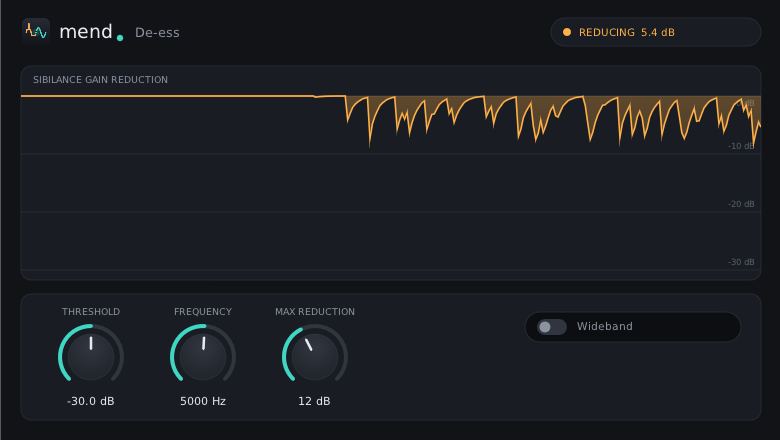 mend. De-ess
REDUCING 5.4 dB
SIBILANCE GAIN REDUCTION
-10 dB
-20 dB
-30 dB
THRESHOLD FREQUENCY MAX REDUCTION
Wideband
-30.0 dB 5000 Hz 12 dB